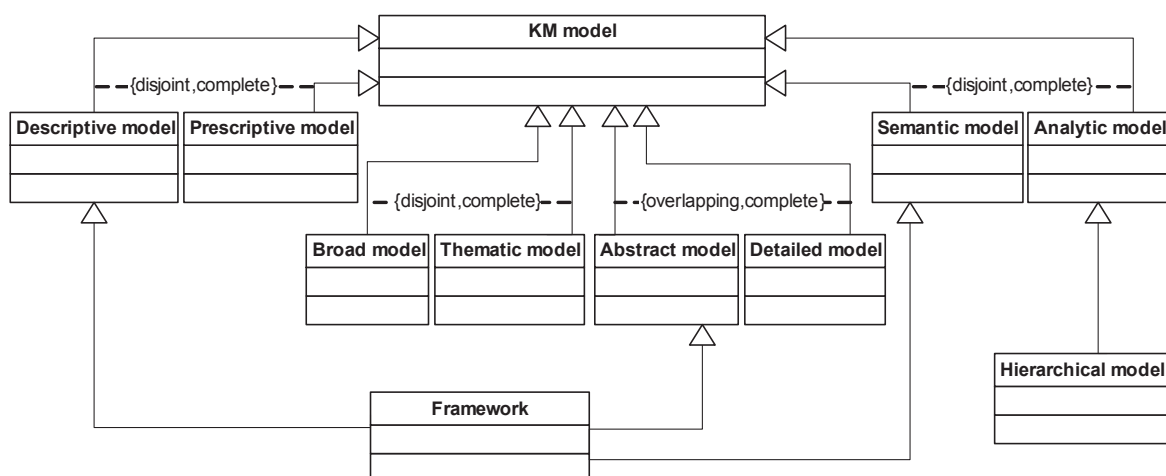 KM model
{disjoint,complete}
{disjoint,complete}
Descriptive model
Prescriptive model
Semantic model
Analytic model
{disjoint,complete}
{overlapping,complete}
Broad model
Thematic model
Abstract model
Detailed model
Hierarchical model
Framework